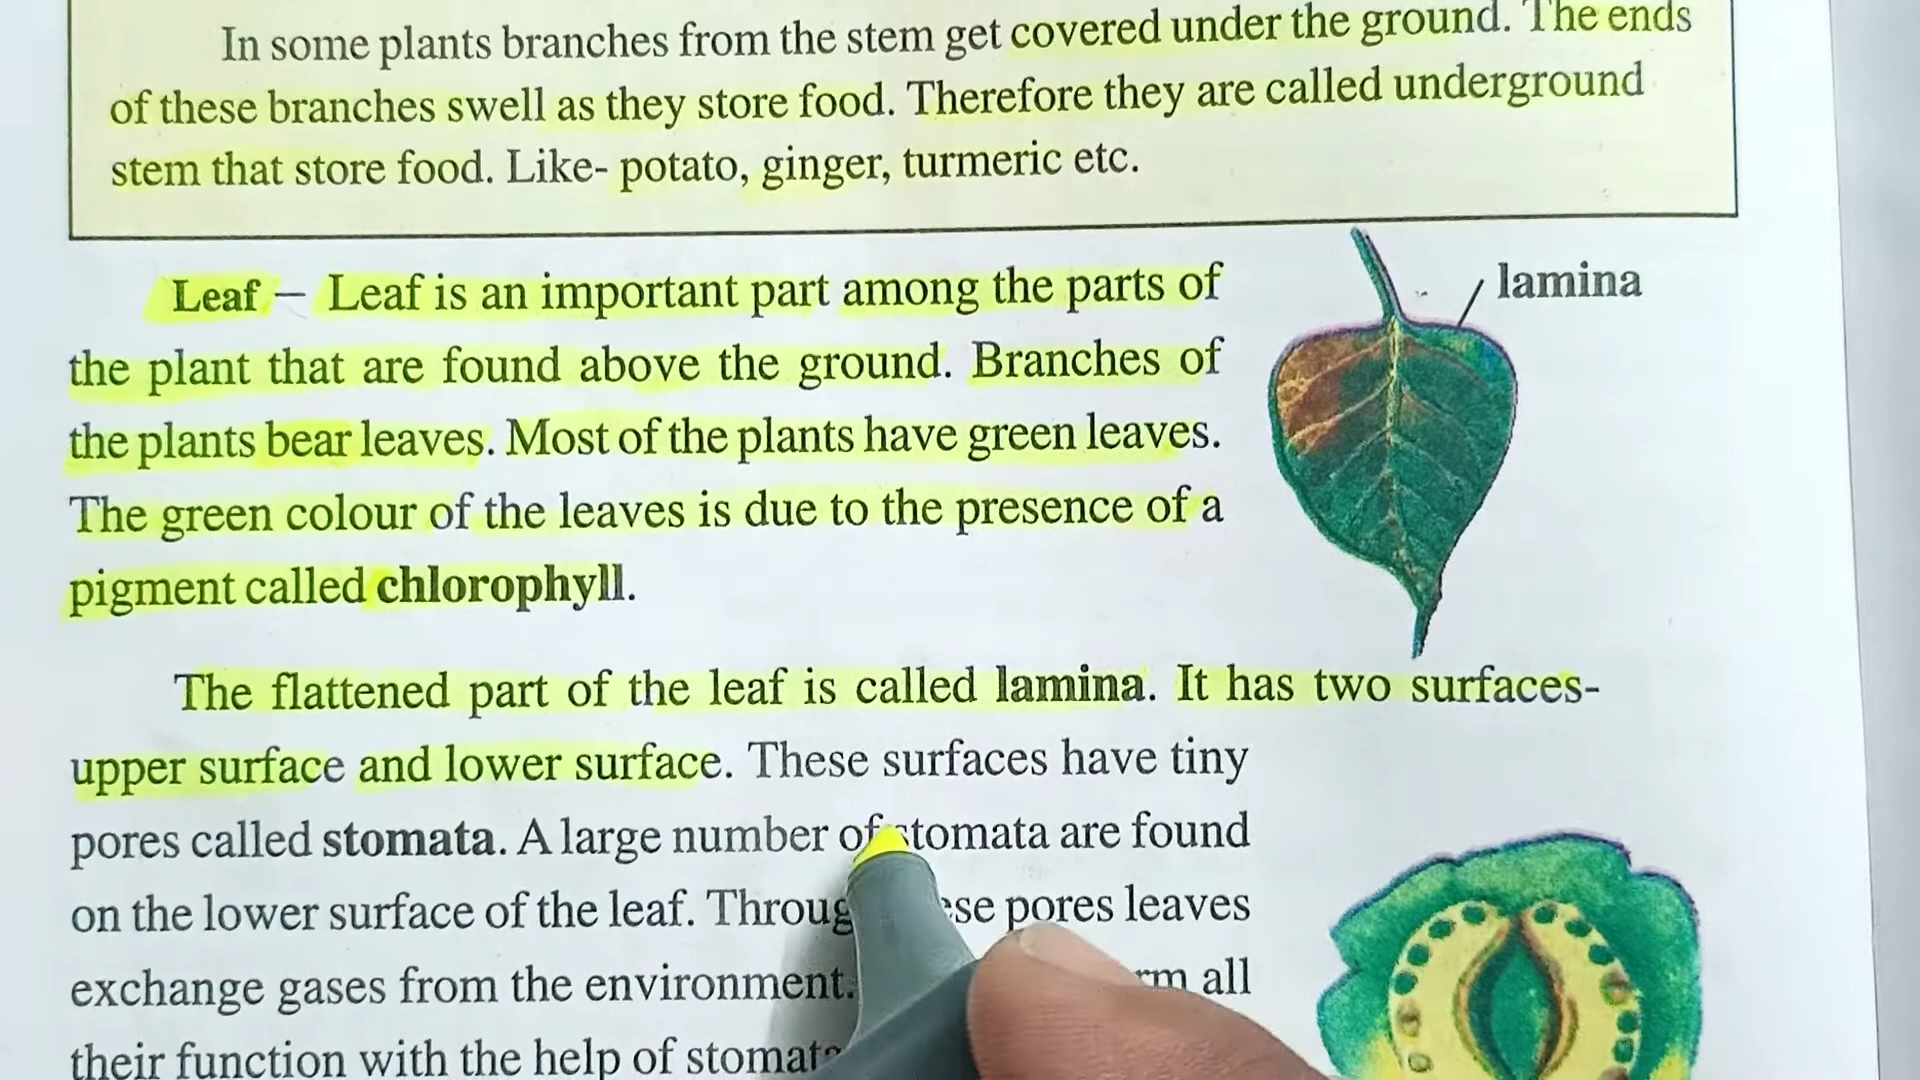 In some plants branches from the stem get covered under the ground. The ends
of these branches swell as they store food. Therefore they are called underground
stem that store food. Like- potato, ginger, turmeric etc.
Leaf – Leaf is an important part among the parts of
the plant that are found above the ground. Branches of
the plants bear leaves. Most of the plants have green leaves.
The green colour of the leaves is due to the presence of a
pigment called chlorophyll.
lamina
The flattened part of the leaf is called lamina. It has two surfaces-
upper surface and lower surface. These surfaces have tiny
pores called stomata. A large number of stomata are found
on the lower surface of the leaf. pores leaves
exchange gases from the environment. all
their function with the help of